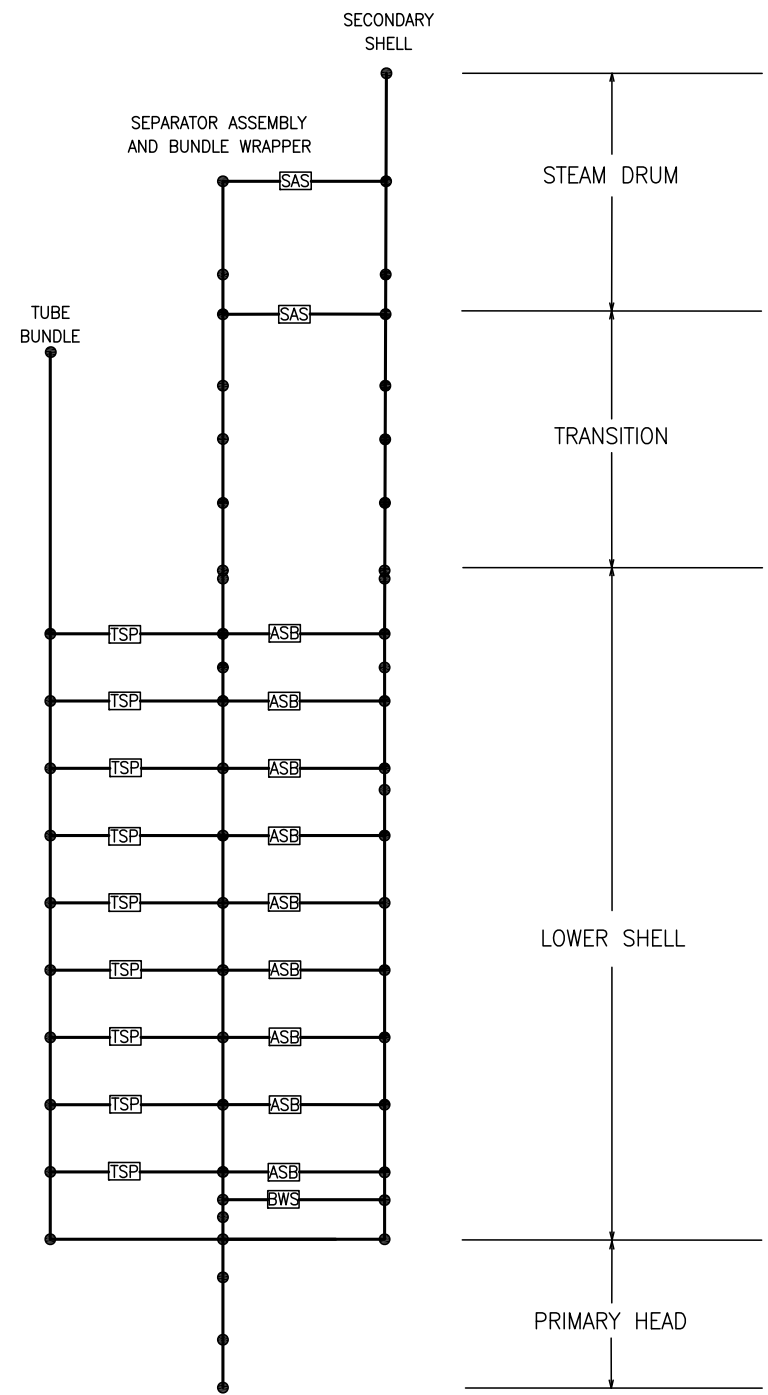 SECONDARY
SHELL
SEPARATOR ASSEMBLY
AND BUNDLE WRAPPER
SAS
STEAM DRUM
SAS
TUBE
BUNDLE
TRANSITION
TSP ASB
TSP ASB
TSP ASB
TSP ASB
TSP ASB
LOWER SHELL
TSP ASB
TSP ASB
TSP ASB
TSP ASB
BWS
PRIMARY HEAD